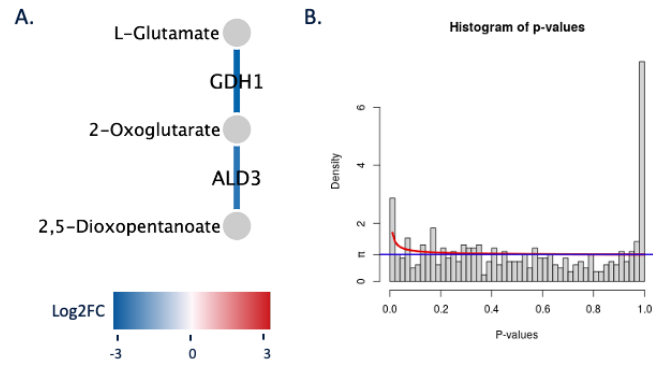 A.
L-Glutamate
GDH1
2-Oxoglutarate
ALD3
2,5-Dioxopentanoate
Log2FC
-3 0 3
B.
Histogram of p-values
Density
6
4
2
π
0
0.0 0.2 0.4 0.6 0.8 1.0
P-values